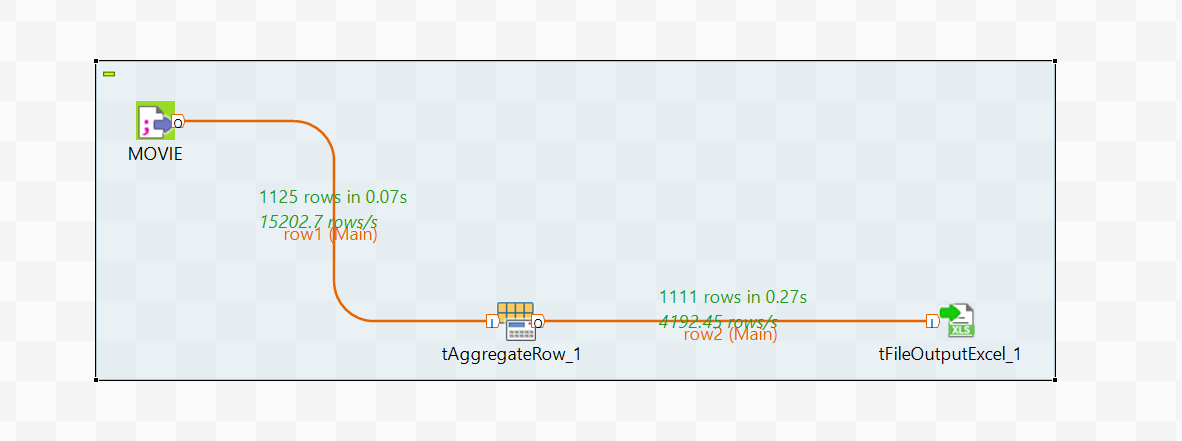 MOVIE
1125 rows in 0.07s
15202.7 rows/s
row1 (Main)
1111 rows in 0.27s
4192.45 rows/s
row2 (Main)
tAggregateRow_1
tFileOutputExcel_1
XLS